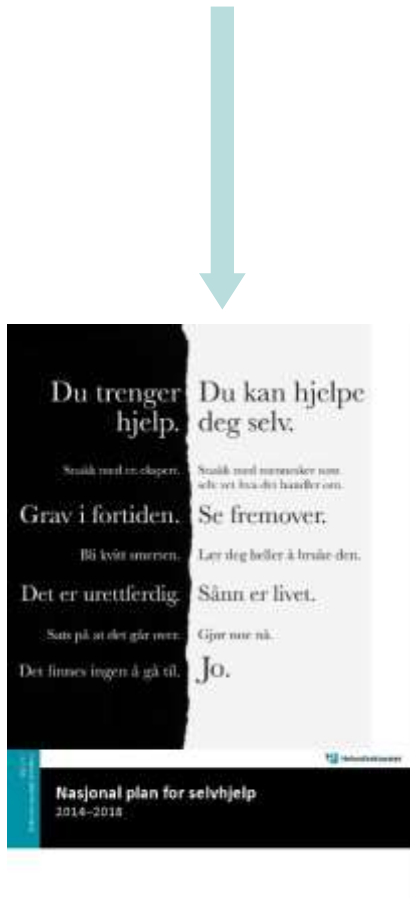 Du trenger
hjelp.
Snakk med en ekspert.
Grav i fortiden.
Bli kvitt smerten.
Det er urettferdig.
Sats på at det går over.
Det finnes ingen å gå til.
Du kan hjelpe
deg selv.
Snakk med mennesker som
selv vet hva det handler om.
Se fremover.
Lær deg heller å bruke den.
Sånn er livet.
Gjør noe nå.
Jo.
Helsedirektoratet
Nasjonal plan for selvhjelp
2014–2018